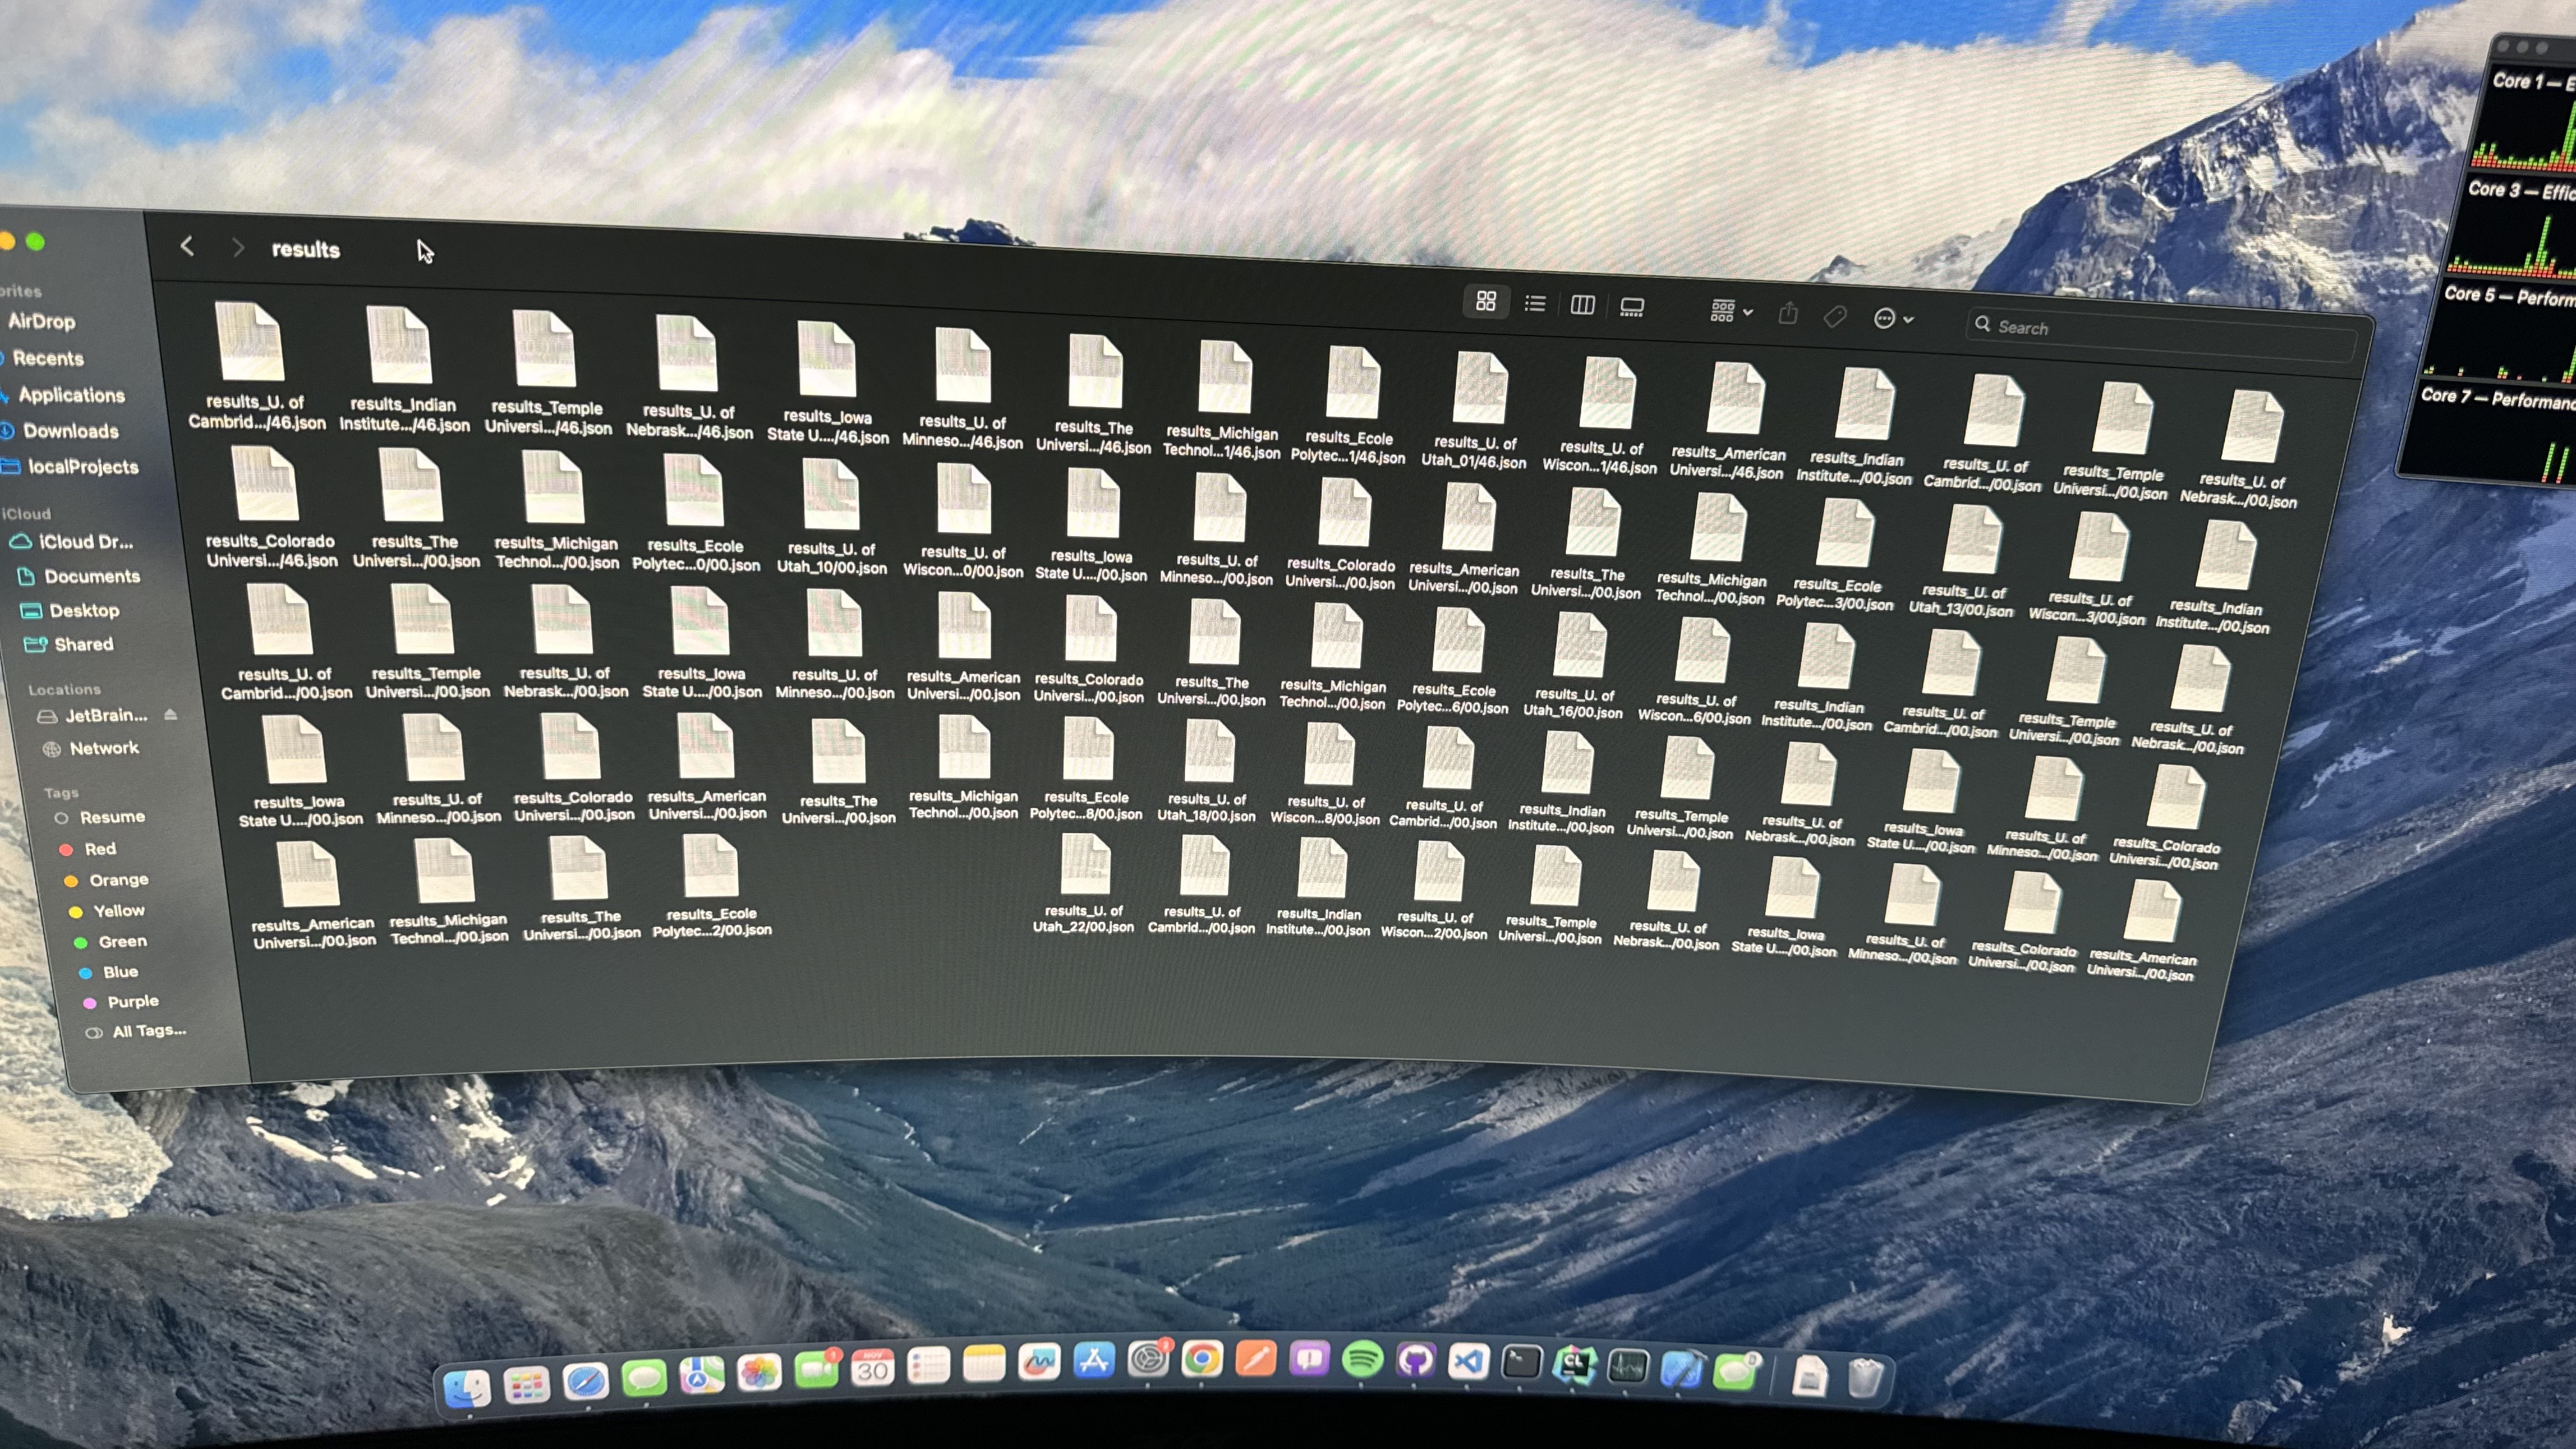 results
Search
orites
AirDrop
Recents
Applications
Downloads
localProjects
iCloud
iCloud Dr...
Documents
Desktop
Shared
Locations
JetBrain...
Network
Tags
Resume
Red
Orange
Yellow
Green
Blue
Purple
All Tags...
results_U. of
Cambrid.../46.json
results_Indian
Institute.../46.json
results_Temple
Universi.../46.json
results_U. of
Nebrask.../46.json
results_Iowa
State U..../46.json
results_U. of
Minneso.../46.json
results_The
Universi.../46.json
results_Michigan
Technol...1/46.json
results_Ecole
Polytec...1/46.json
results_U. of
Utah_01/46.json
results_U. of
Wiscon...1/46.json
results_American
Universi.../46.json
results_Indian
Institute.../00.json
results_U. of
Cambrid.../00.json
results_Temple
Universi.../00.json
results_U. of
Nebrask.../00.json
results_Colorado
Universi.../46.json
results_The
Universi.../00.json
results_Michigan
Technol.../00.json
results_Ecole
Polytec...0/00.json
results_U. of
Utah_10/00.json
results_U. of
Wiscon...0/00.json
results_Iowa
State U..../00.json
results_U. of
Minneso.../00.json
results_Colorado
Universi.../00.json
results_American
Universi.../00.json
results_The
Universi.../00.json
results_Michigan
Technol.../00.json
results_Ecole
Polytec...3/00.json
results_U. of
Utah_13/00.json
results_U. of
Wiscon...3/00.json
results_Indian
Institute.../00.json
results_U. of
Cambrid.../00.json
results_Temple
Universi.../00.json
results_U. of
Nebrask.../00.json
results_Iowa
State U..../00.json
results_U. of
Minneso.../00.json
results_American
Universi.../00.json
results_Colorado
Universi.../00.json
results_The
Universi.../00.json
results_Michigan
Technol.../00.json
results_Ecole
Polytec...6/00.json
results_U. of
Utah_16/00.json
results_U. of
Wiscon...6/00.json
results_Indian
Institute.../00.json
results_U. of
Cambrid.../00.json
results_Temple
Universi.../00.json
results_U. of
Nebrask.../00.json
results_Iowa
State U..../00.json
results_U. of
Minneso.../00.json
results_Colorado
Universi.../00.json
results_American
Universi.../00.json
results_The
Universi.../00.json
results_Michigan
Technol.../00.json
results_Ecole
Polytec...8/00.json
results_U. of
Utah_18/00.json
results_U. of
Wiscon...8/00.json
results_U. of
Cambrid.../00.json
results_Indian
Institute.../00.json
results_Temple
Universi.../00.json
results_U. of
Nebrask.../00.json
results_Iowa
State U..../00.json
results_U. of
Minneso.../00.json
results_Colorado
Universi.../00.json
results_American
Universi.../00.json
results_Michigan
Technol.../00.json
results_The
Universi.../00.json
results_Ecole
Polytec...2/00.json
results_U. of
Utah_22/00.json
results_U. of
Cambrid.../00.json
results_Indian
Institute.../00.json
results_U. of
Wiscon...2/00.json
results_Temple
Universi.../00.json
results_U. of
Nebrask.../00.json
results_Iowa
State U..../00.json
results_U. of
Minneso.../00.json
results_Colorado
Universi.../00.json
results_American
Universi.../00.json
Core 1 — E
Core 3 — Effic
Core 5 — Perform
Core 7 — Performanc
NOV
30
1
CL